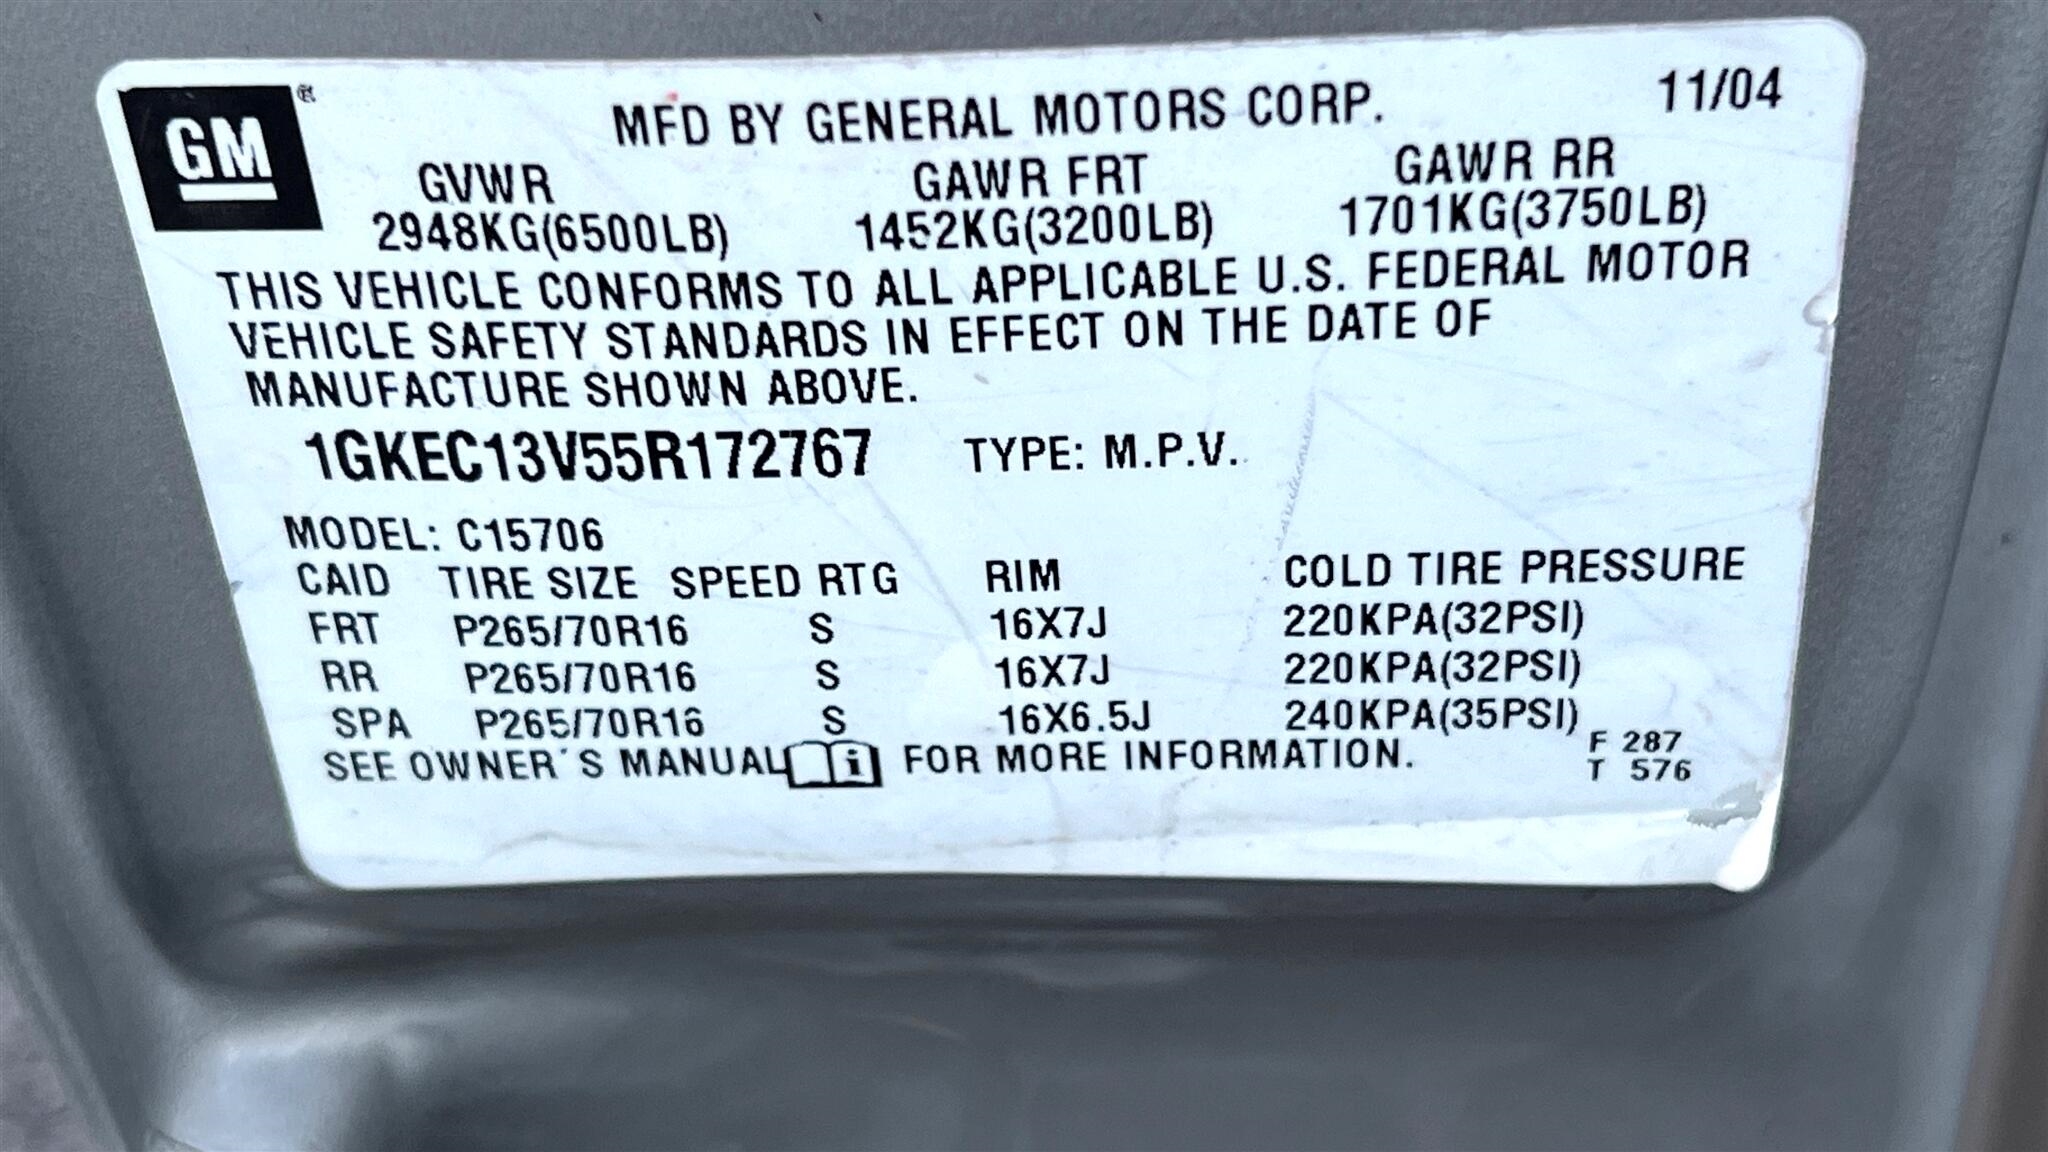 GM ®
MFD BY GENERAL MOTORS CORP. 11/04
GVWR GAWR FRT GAWR RR
2948KG(6500LB) 1452KG(3200LB) 1701KG(3750LB)
THIS VEHICLE CONFORMS TO ALL APPLICABLE U.S. FEDERAL MOTOR
VEHICLE SAFETY STANDARDS IN EFFECT ON THE DATE OF
MANUFACTURE SHOWN ABOVE.
1GKEC13V55R172767 TYPE: M.P.V.
MODEL: C15706
CAID TIRE SIZE SPEED RTG RIM COLD TIRE PRESSURE
FRT P265/70R16 S 16X7J 220KPA(32PSI)
RR P265/70R16 S 16X7J 220KPA(32PSI)
SPA P265/70R16 S 16X6.5J 240KPA(35PSI)
SEE OWNER'S MANUAL i FOR MORE INFORMATION.
F 287
T 576